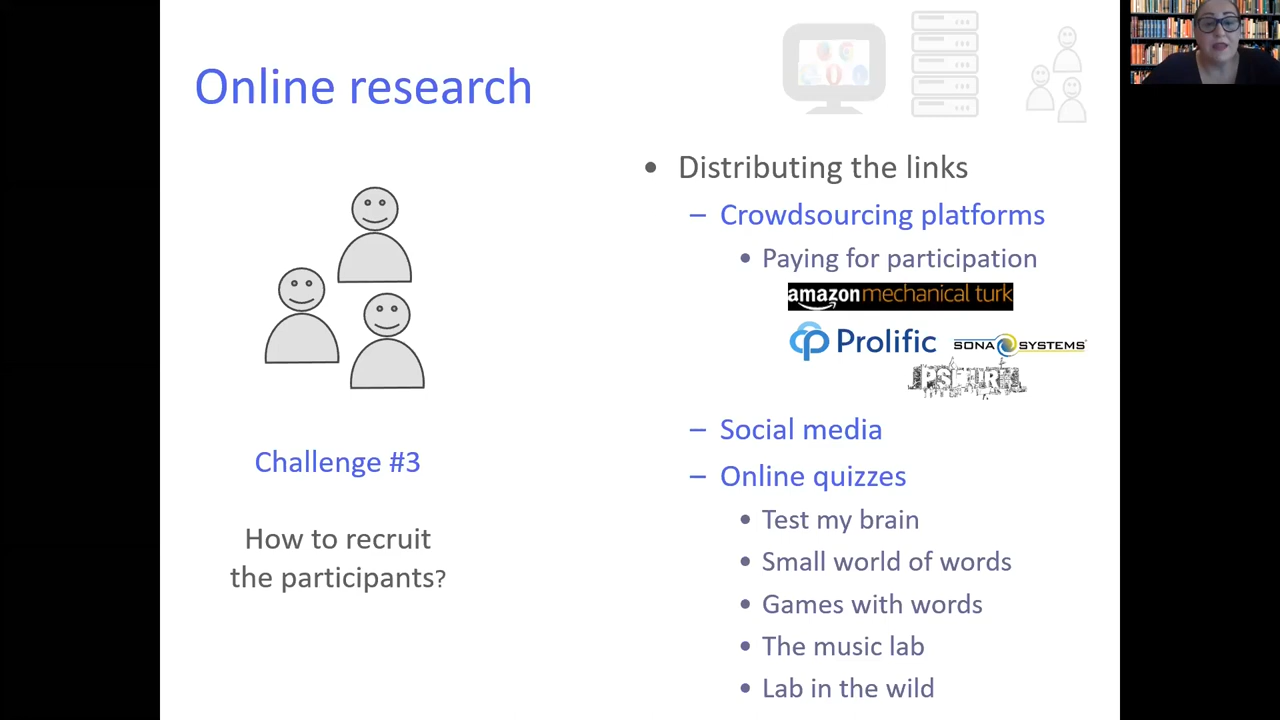 Online research
• Distributing the links
– Crowdsourcing platforms
• Paying for participation
amazon mechanical turk
Prolific
SONA SYSTEMS
PSITURK
– Social media
– Online quizzes
• Test my brain
• Small world of words
• Games with words
• The music lab
• Lab in the wild
Challenge #3
How to recruit
the participants?